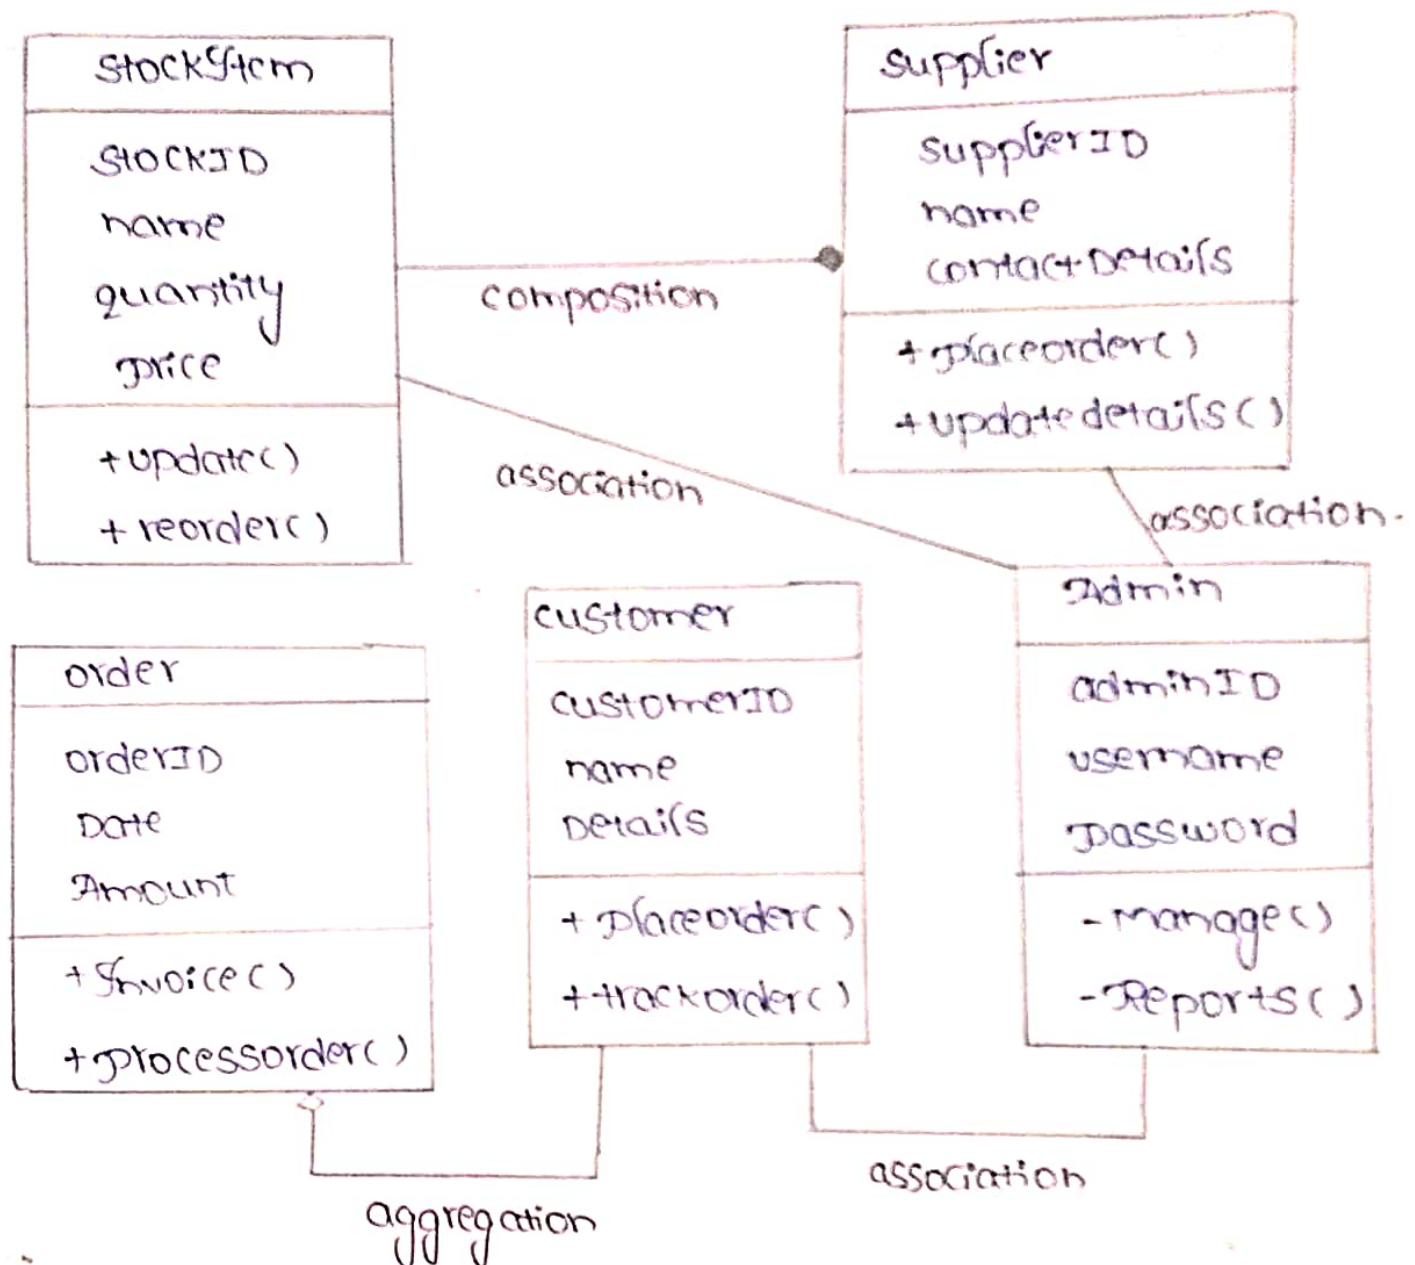 StockItem
StockID
name
quantity
price
+update()
+reorder()
supplier
supplierID
name
contactDetails
+placeorder()
+updatedetails()
composition
association
association.
order
orderID
Date
Amount
+Invoice()
+processorder()
customer
customerID
name
Details
+placeorder()
+trackorder()
Admin
adminID
username
password
-Manage()
-Reports()
aggregation
association